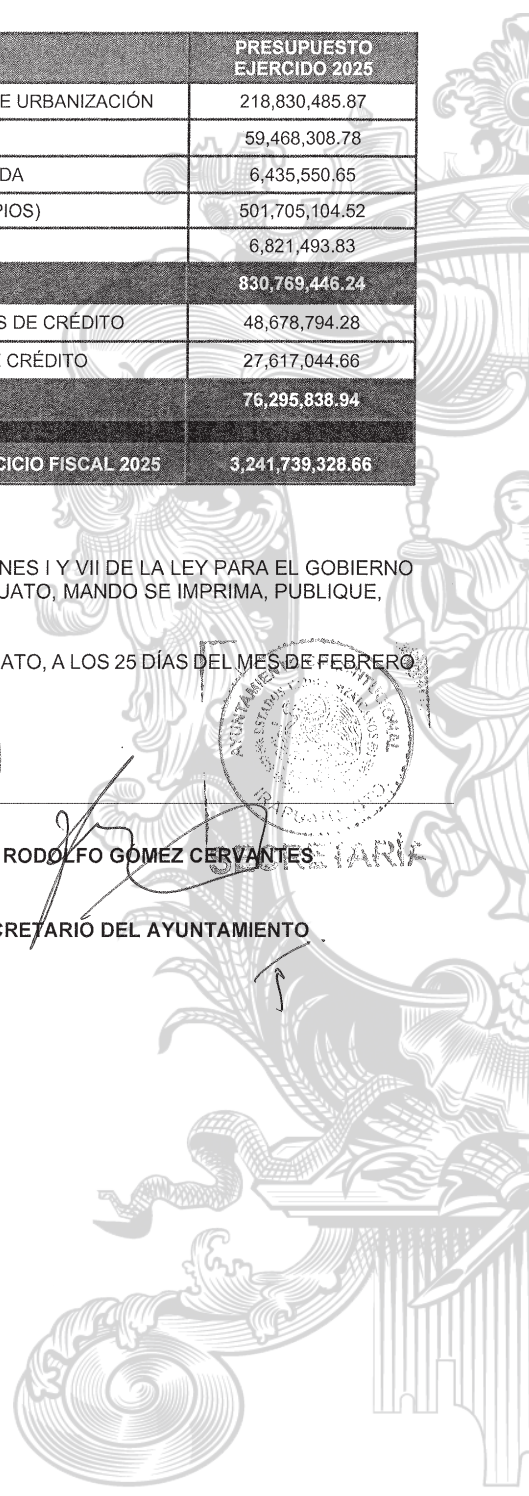 PRESUPUESTO
EJERCIDO 2025
E URBANIZACIÓN 218,830,485.87
59,468,308.78
DA 6,435,550.65
PIOS) 501,705,104.52
6,821,493.83
830,769,446.24
S DE CRÉDITO 48,678,794.28
E CRÉDITO 27,617,044.66
76,295,838.94
CICIO FISCAL 2025 3,241,739,328.66
NES I Y VII DE LA LEY PARA EL GOBIERNO
UATO, MANDO SE IMPRIMA, PUBLIQUE,
ATO, A LOS 25 DÍAS DEL MES DE FEBRERO
AYUNTAMIENTO
IRAPUATO, GTO.
SECRETARÍA
RODOLFO GÓMEZ CERVANTES
CRETARIO DEL AYUNTAMIENTO